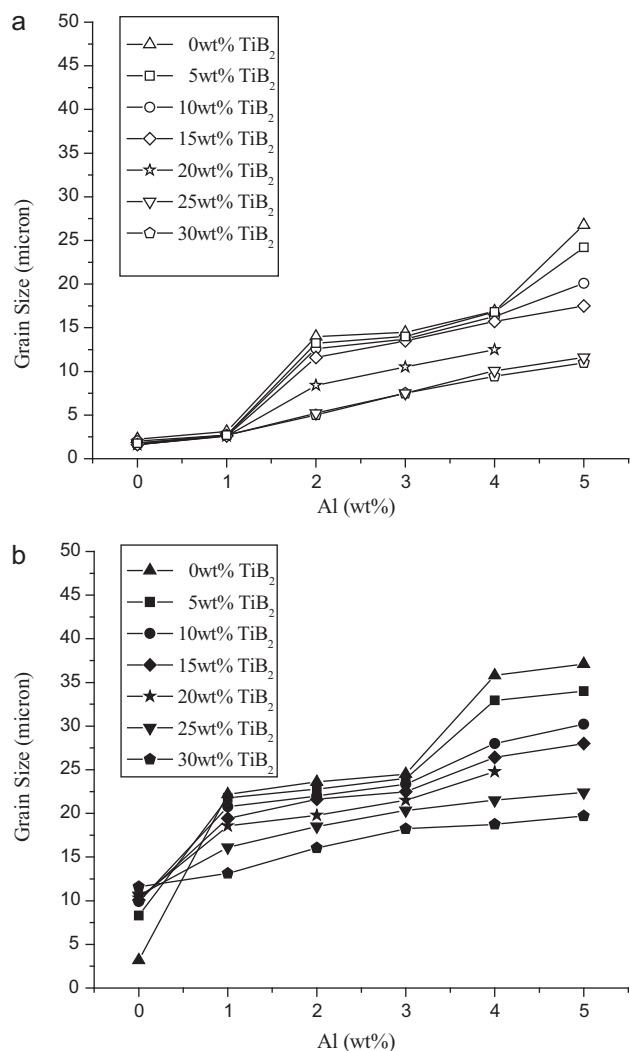 a
50
45
40
35
30
25
20
15
10
5
0
Grain Size (micron)
0wt% TiB₂
5wt% TiB₂
10wt% TiB₂
15wt% TiB₂
20wt% TiB₂
25wt% TiB₂
30wt% TiB₂
0 1 2 3 4 5
Al (wt%)
b
50
45
40
35
30
25
20
15
10
5
0
Grain Size (micron)
0wt% TiB₂
5wt% TiB₂
10wt% TiB₂
15wt% TiB₂
20wt% TiB₂
25wt% TiB₂
30wt% TiB₂
0 1 2 3 4 5
Al (wt%)